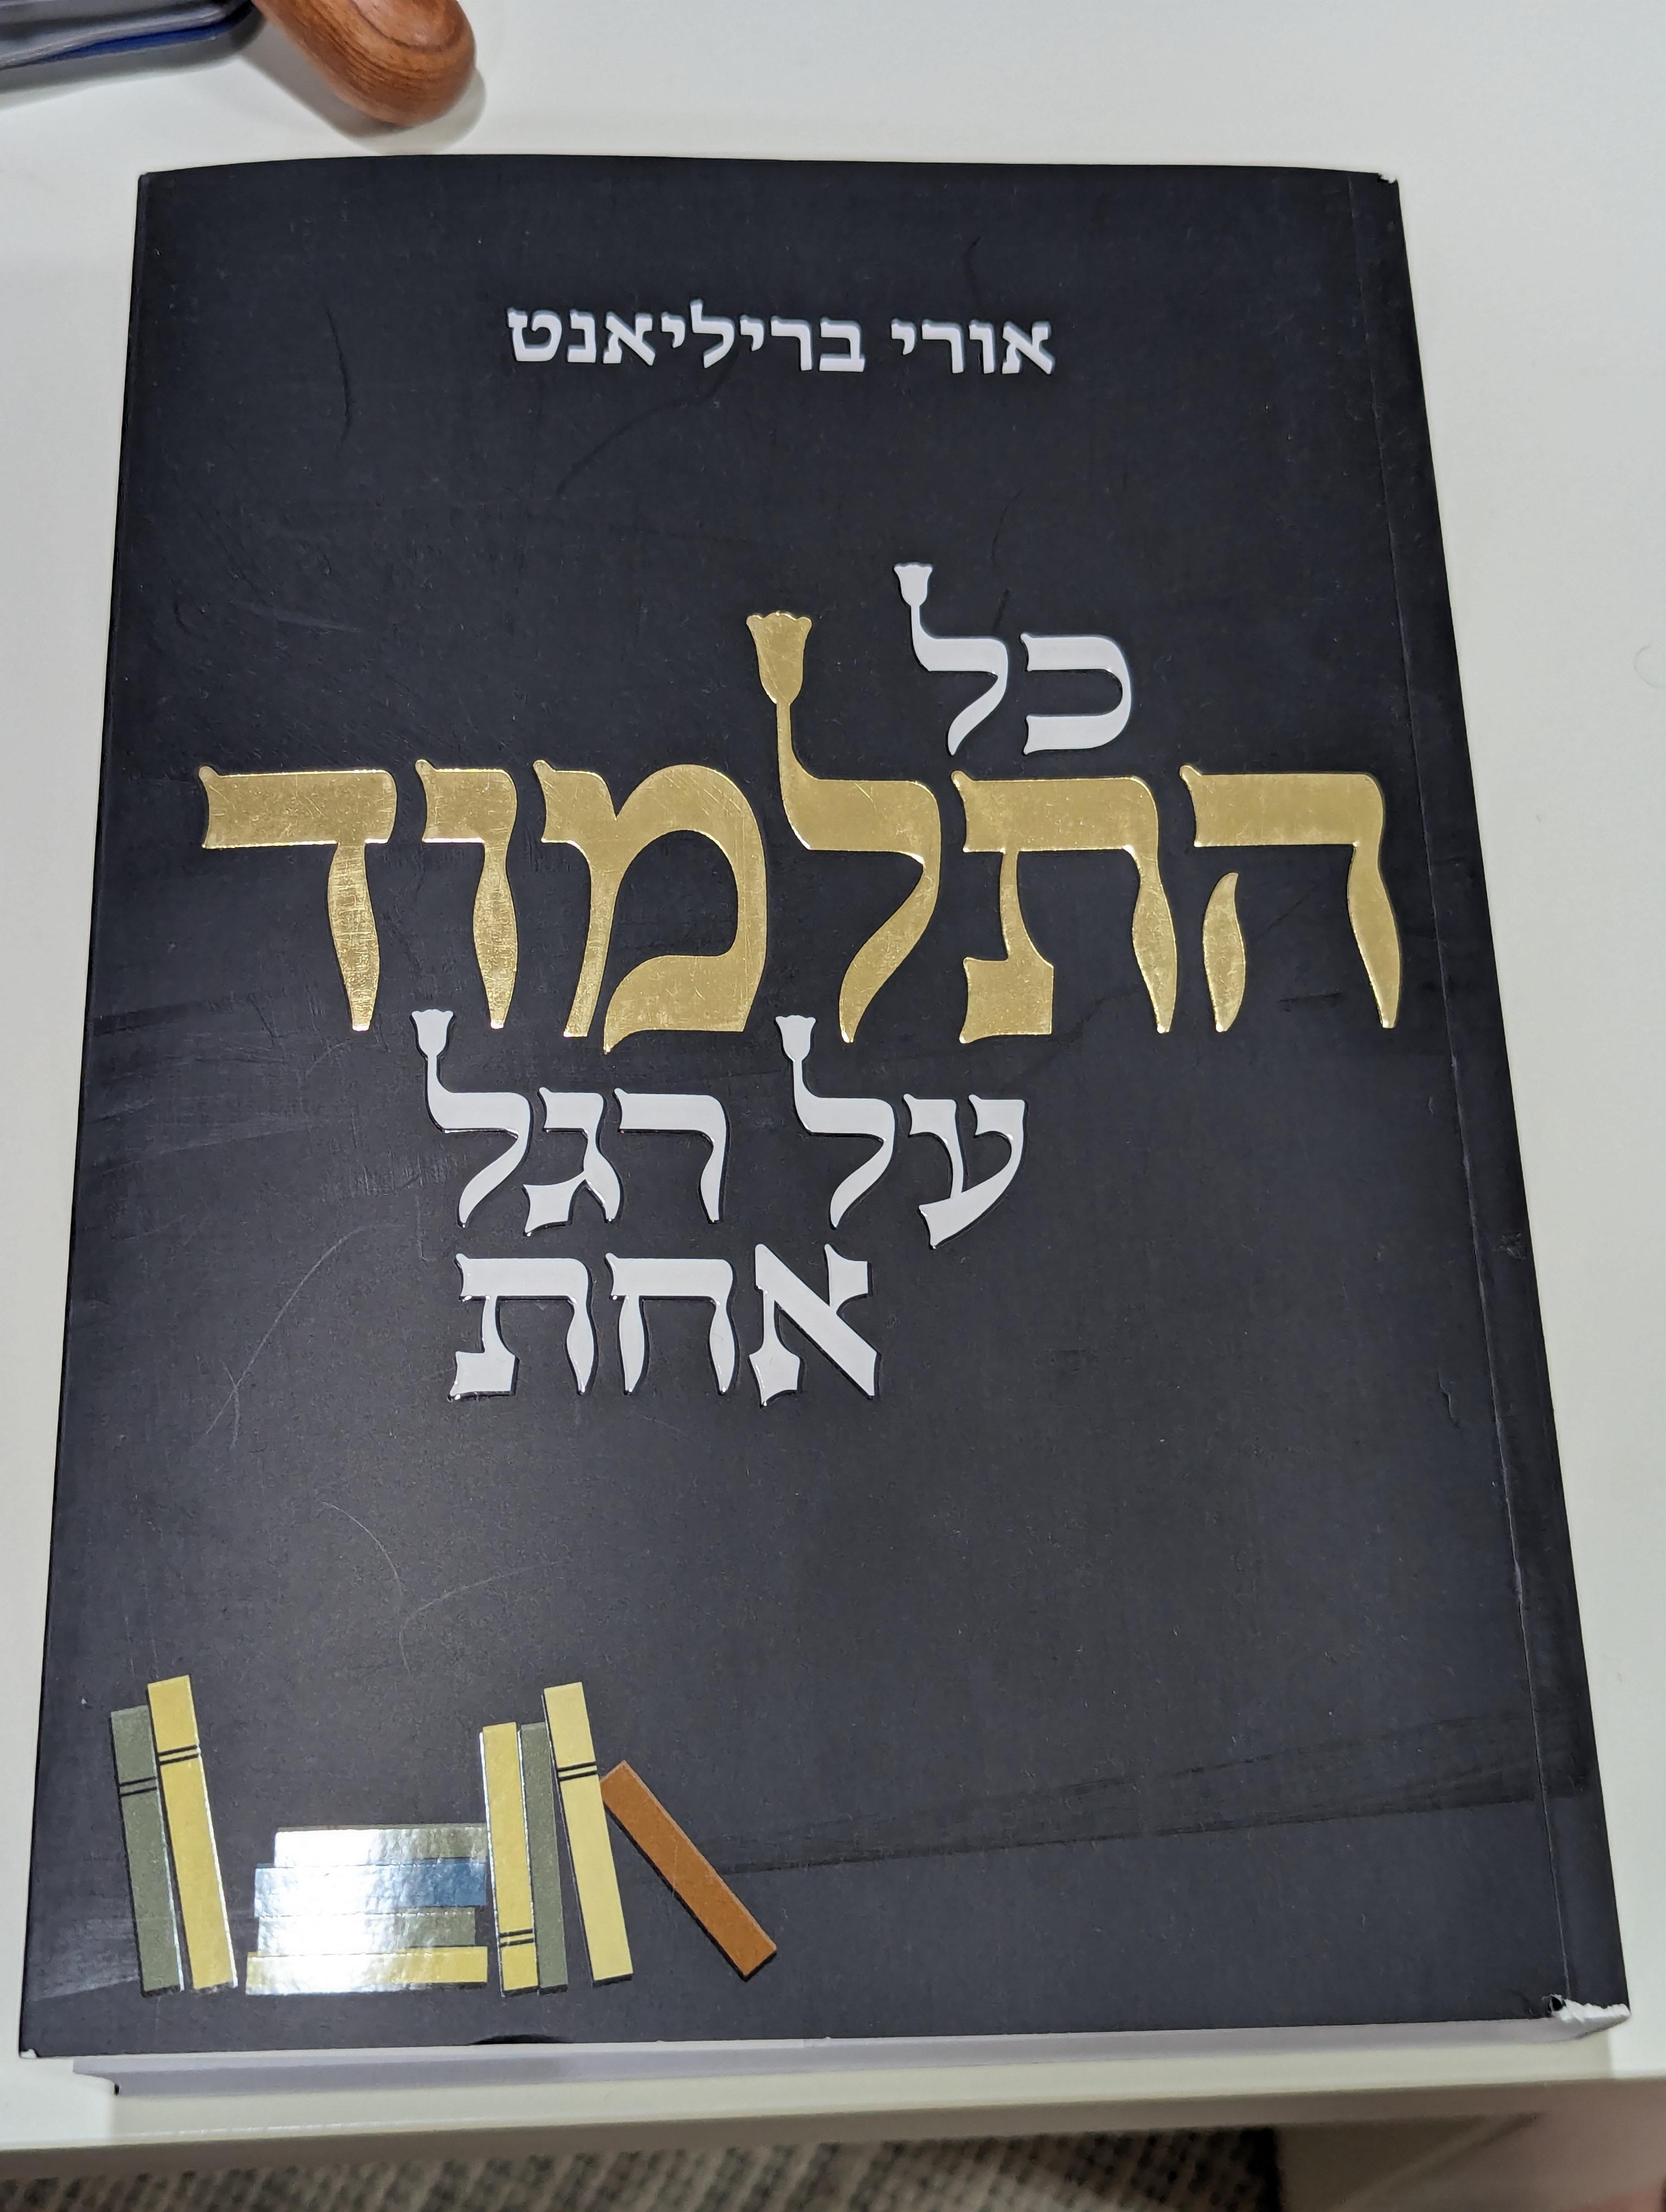 אורי בריליאנט
כל
התלמוד
על רגל
אחת